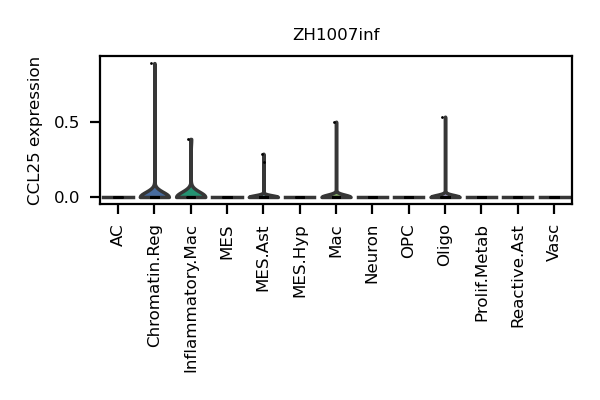 ZH1007inf
CCL25 expression
0.5
0.0
AC
Chromatin.Reg
Inflammatory.Mac
MES
MES.Ast
MES.Hyp
Mac
Neuron
OPC
Oligo
Prolif.Metab
Reactive.Ast
Vasc